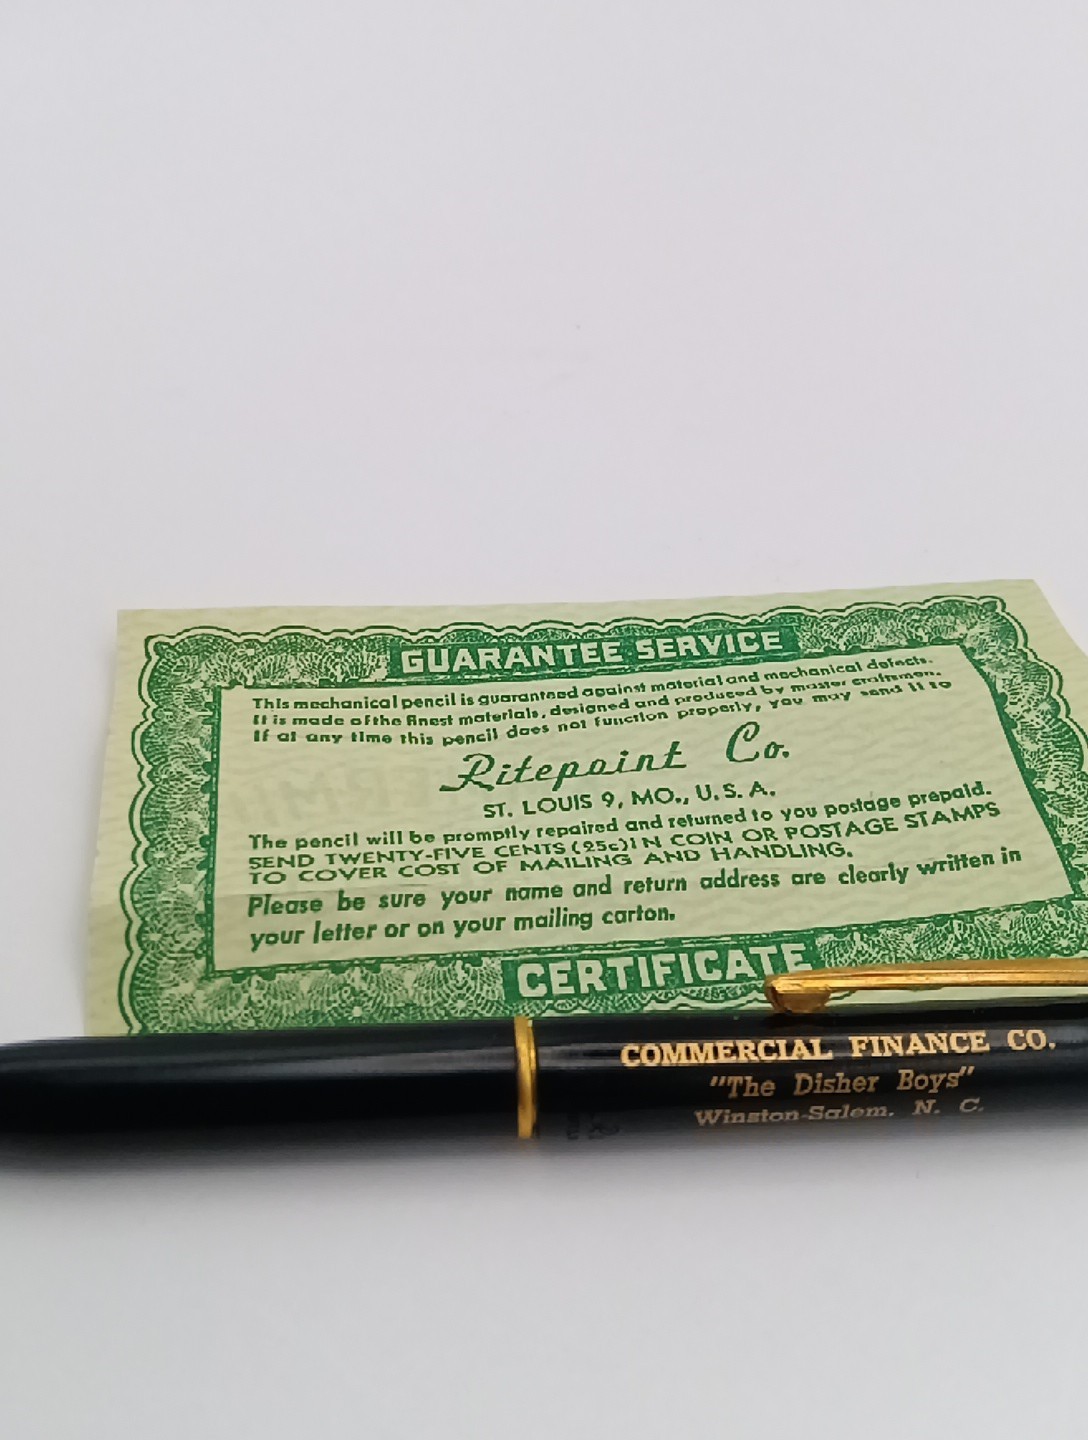 GUARANTEE SERVICE
This mechanical pencil is guaranteed against material and mechanical defects.
It is made of the finest materials, designed and produced by master craftsmen.
If at any time this pencil does not function properly, you may send it to
Ritepoint Co.
ST. LOUIS 9, MO., U. S. A.
The pencil will be promptly repaired and returned to you postage prepaid.
SEND TWENTY-FIVE CENTS (25c) IN COIN OR POSTAGE STAMPS
TO COVER COST OF MAILING AND HANDLING.
Please be sure your name and return address are clearly written in
your letter or on your mailing carton.
CERTIFICATE
COMMERCIAL FINANCE CO.
"The Disher Boys"
Winston-Salem, N. C.